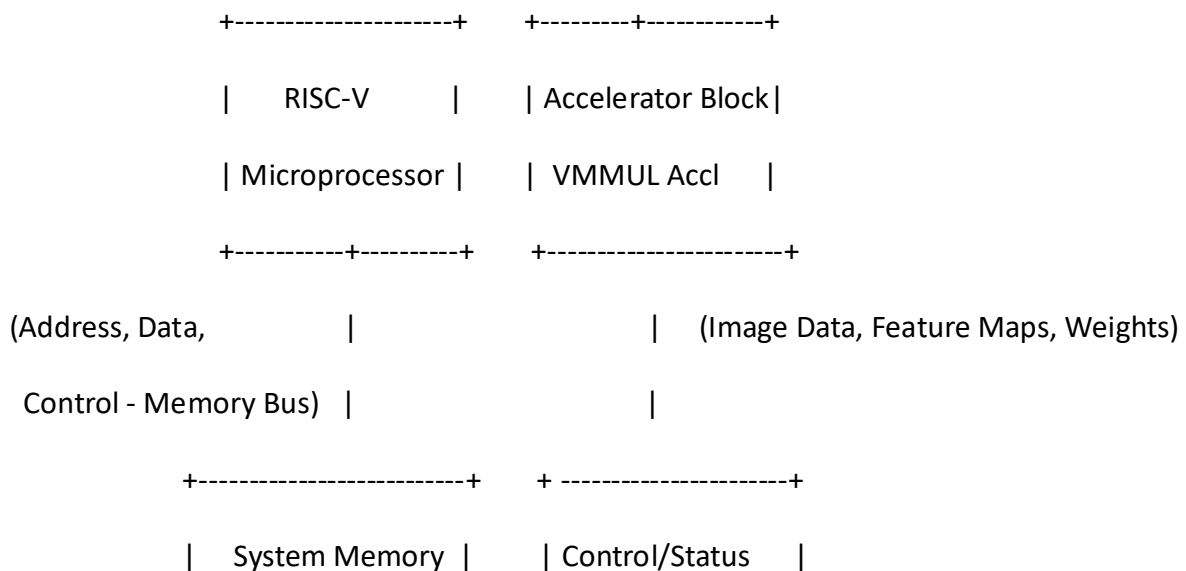 +----------------------+ +---------+------------+
| RISC-V | | Accelerator Block|
| Microprocessor | | VMMUL Accl |
+-----------+----------+ +------------------------+
(Address, Data, | | (Image Data, Feature Maps, Weights)
Control - Memory Bus) | |
+---------------------------+ + -----------------------+
| System Memory | | Control/Status |